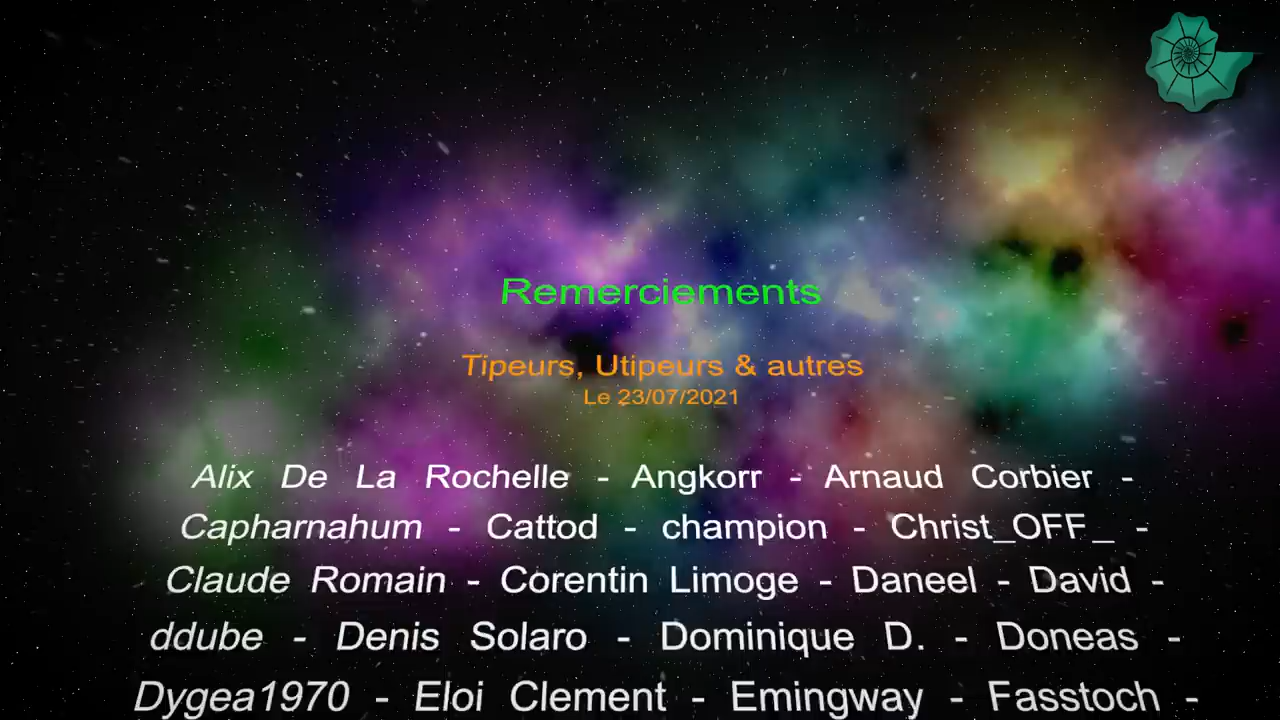 Remerciements
Tipeurs, Utipeurs & autres
Le 23/07/2021
Alix De La Rochelle - Angkorr - Arnaud Corbier -
Capharnahum - Cattod - champion - Christ_OFF_ -
Claude Romain - Corentin Limoge - Daneel - David -
ddube - Denis Solaro - Dominique D. - Doneas -
Dygea1970 - Eloi Clement - Emingway - Fasstoch -